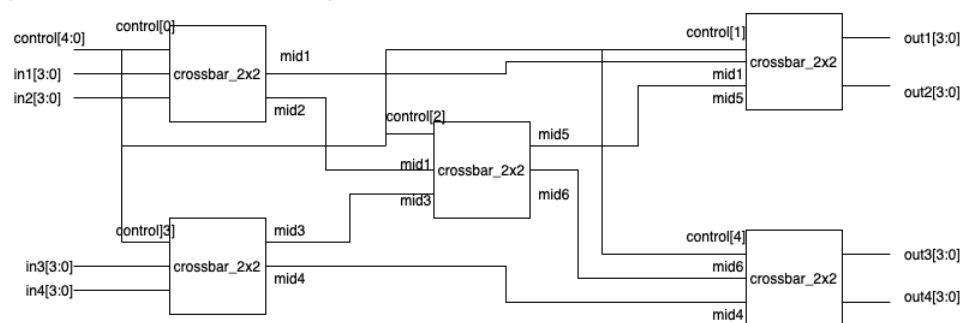 control[4:0]
in1[3:0]
in2[3:0]
control[0]
crossbar_2x2
mid1
mid2
control[2]
mid1
mid3
crossbar_2x2
mid5
mid6
control[1]
mid1
mid5
crossbar_2x2
out1[3:0]
out2[3:0]
control]3]
in3[3:0]
in4[3:0]
crossbar_2x2
mid3
mid4
control[4]
mid6
mid4
crossbar_2x2
out3[3:0]
out4[3:0]